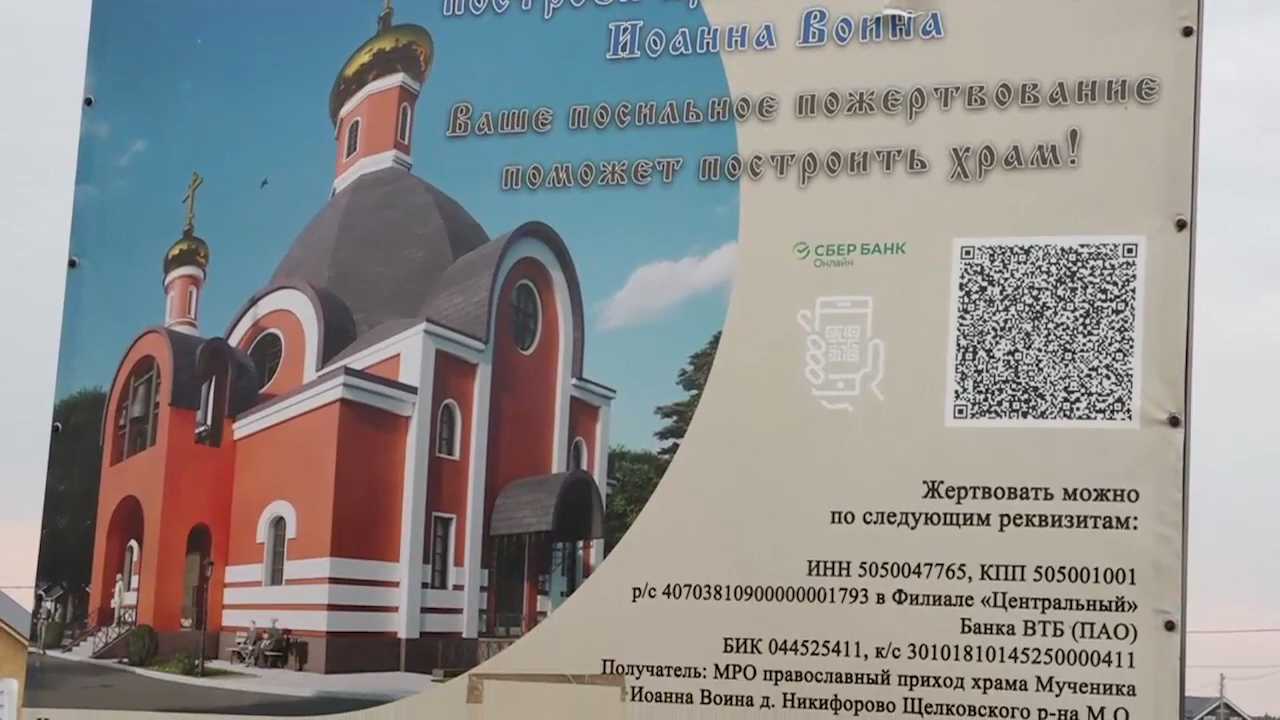 Иоанна Воина
Ваше посильное пожертвование
поможет построить храм!
СБЕР БАНК
Онлайн
Жертвовать можно
по следующим реквизитам:
ИНН 5050047765, КПП 505001001
р/с 40703810900000001793 в Филиале «Центральный»
Банка ВТБ (ПАО)
БИК 044525411, к/с 30101810145250000411
Получатель: МРО православный приход храма Мученика
Иоанна Воина д. Никифорово Щелковского р-на М.О.